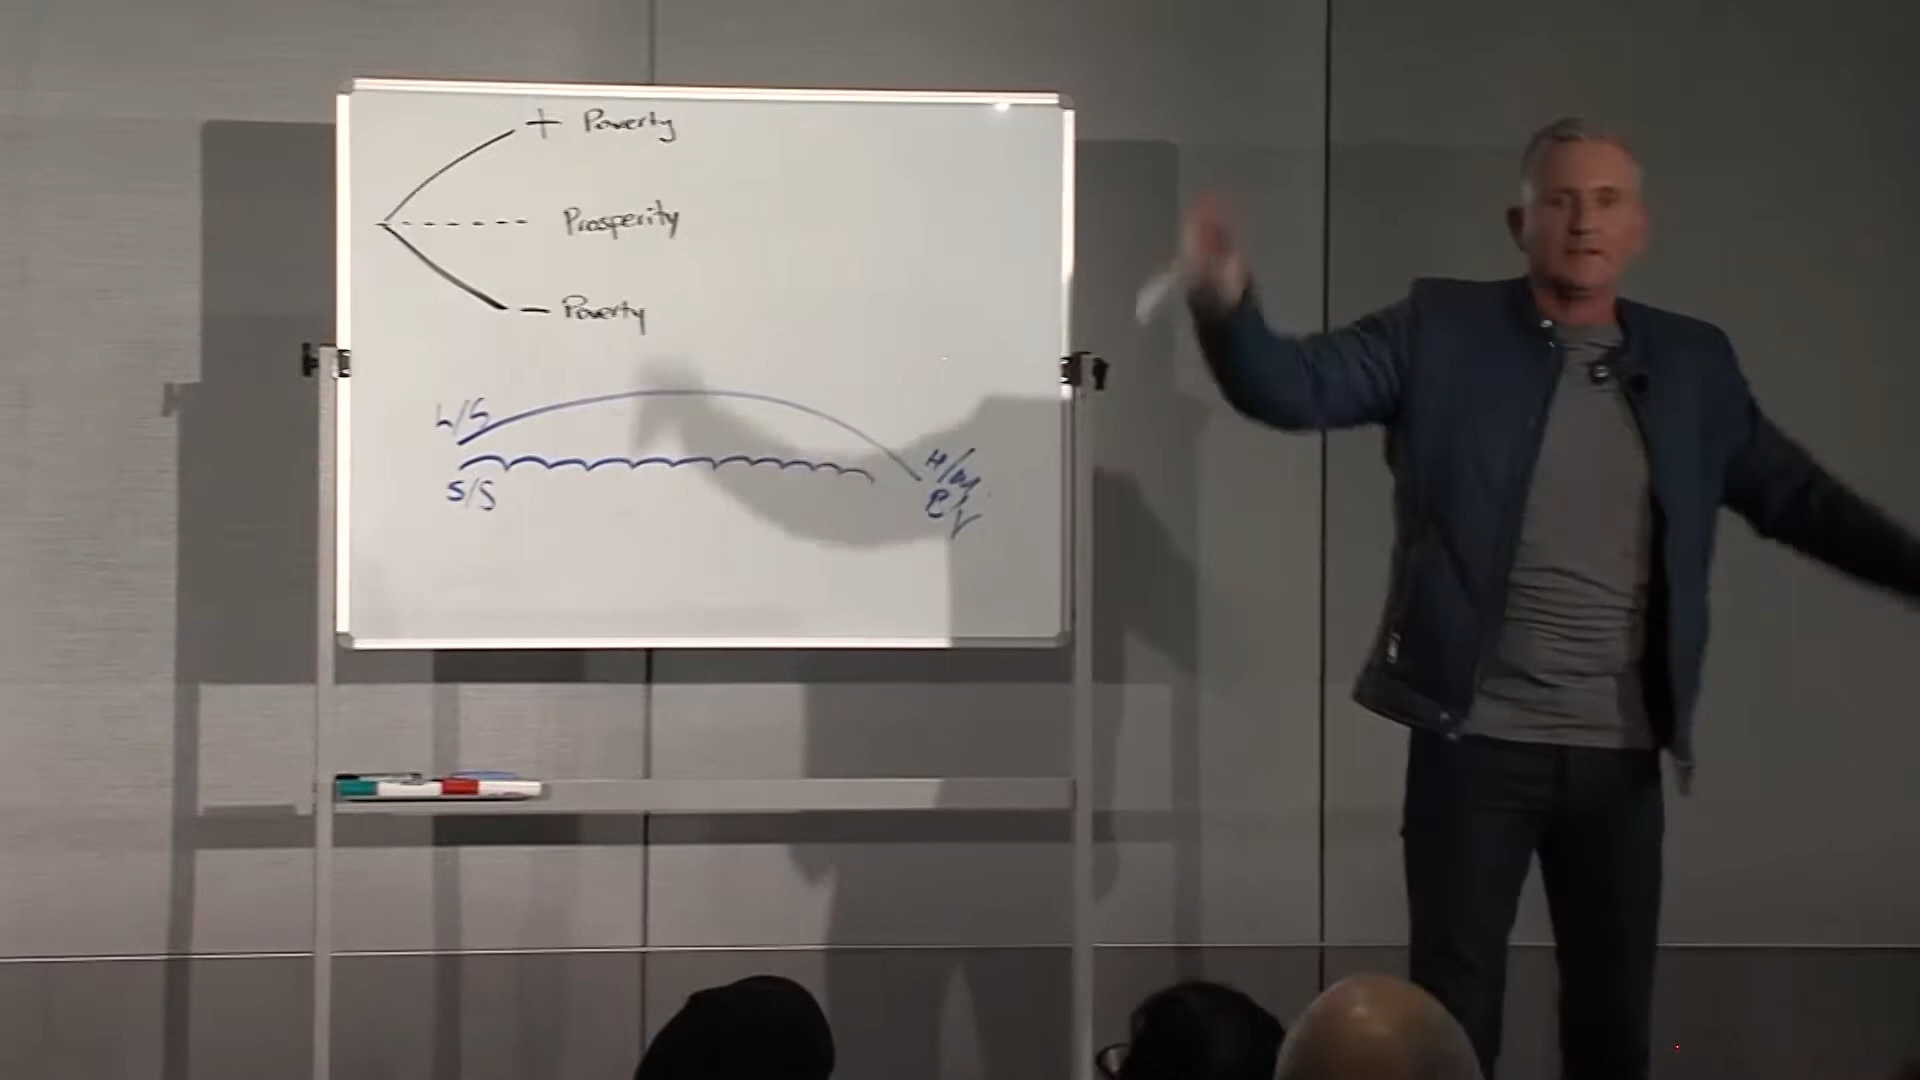 + Poverty
Prosperity
- Poverty
L/S
S/S
H/W